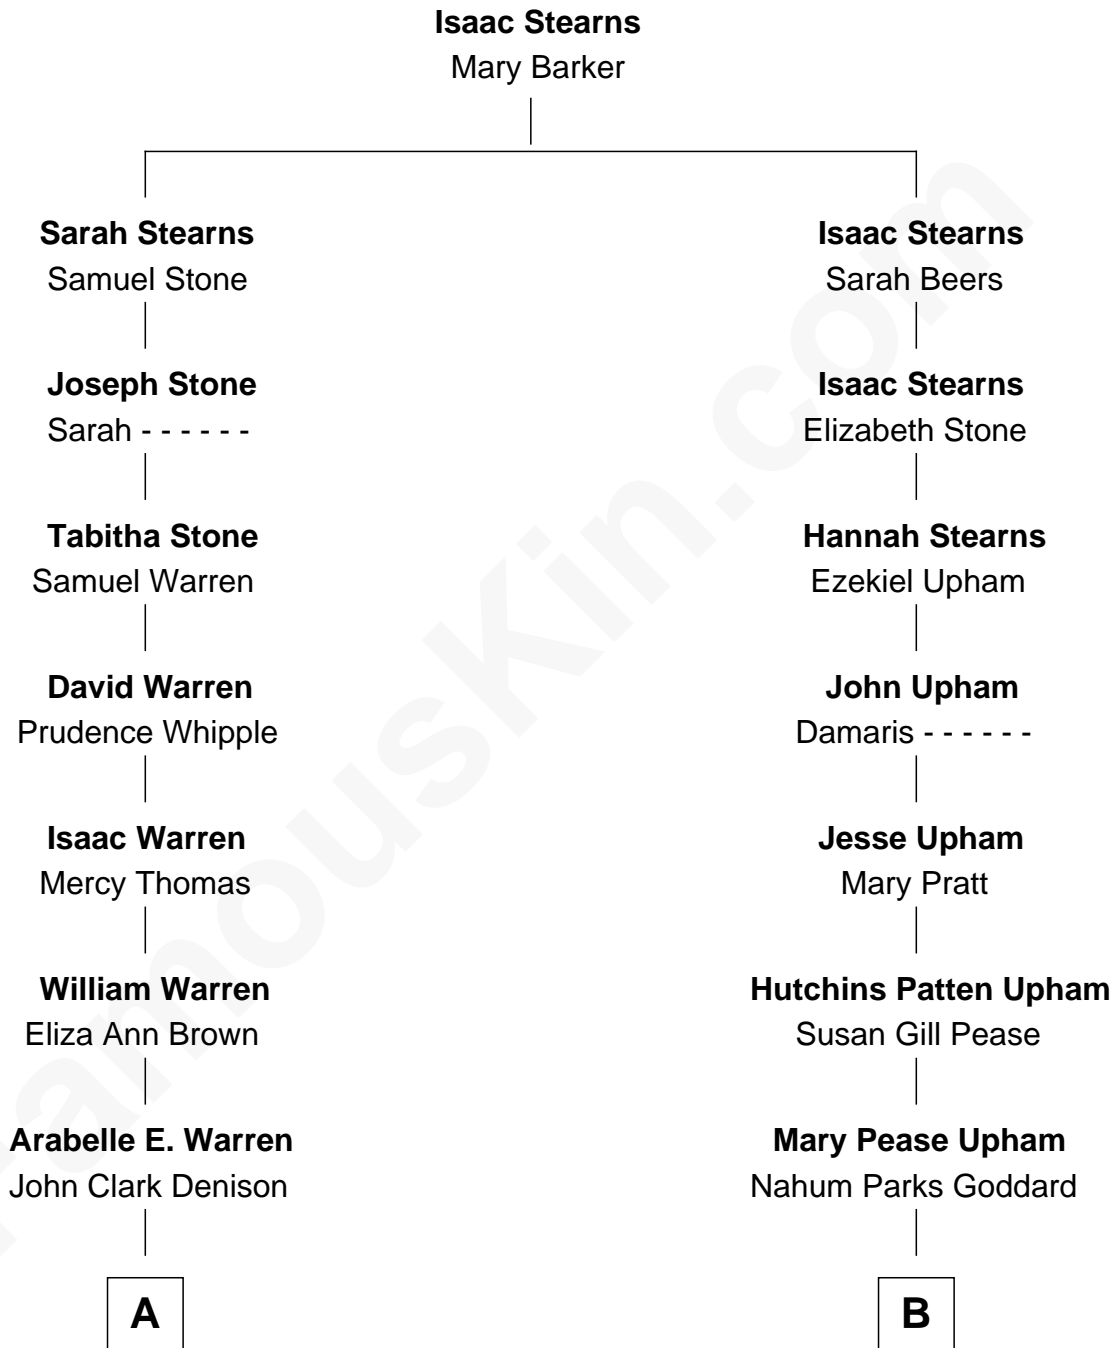 Isaac Stearns
Mary Barker
Sarah Stearns
Samuel Stone
Isaac Stearns
Sarah Beers
Joseph Stone
Sarah - - - - - -
Isaac Stearns
Elizabeth Stone
Tabitha Stone
Samuel Warren
Hannah Stearns
Ezekiel Upham
David Warren
Prudence Whipple
John Upham
Damaris - - - - - -
Isaac Warren
Mercy Thomas
Jesse Upham
Mary Pratt
William Warren
Eliza Ann Brown
Hutchins Patten Upham
Susan Gill Pease
Arabelle E. Warren
John Clark Denison
Mary Pease Upham
Nahum Parks Goddard
A
B
FamousKin.com